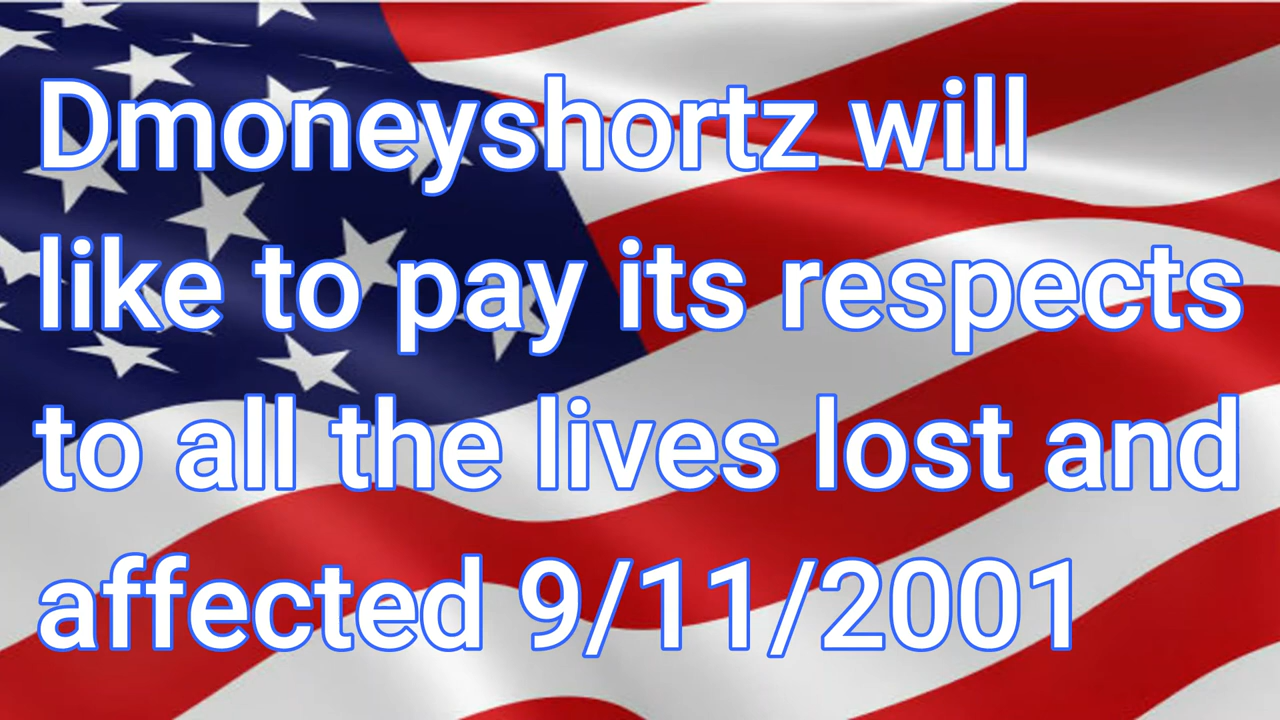 Dmoneyshortz will
like to pay its respects
to all the lives lost and
affected 9/11/2001